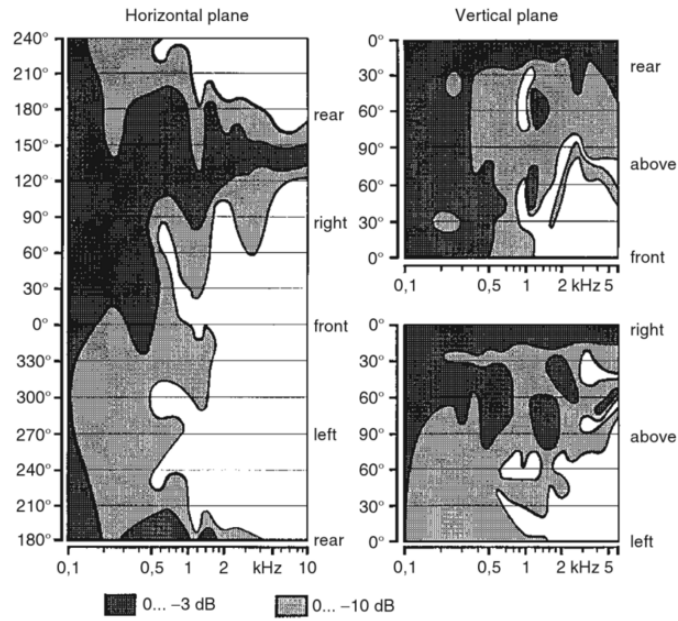 Horizontal plane
240°
210°
180°
150°
120°
90°
60°
30°
0°
330°
300°
270°
240°
210°
180°
rear
right
front
left
rear
0,1 0,5 1 2 kHz 10
Vertical plane
0°
30°
60°
90°
60°
30°
0°
rear
above
front
0,1 0,5 1 2 kHz 5
0°
30°
60°
90°
60°
30°
0°
right
above
left
0,1 0,5 1 2 kHz 5
0... −3 dB
0... −10 dB